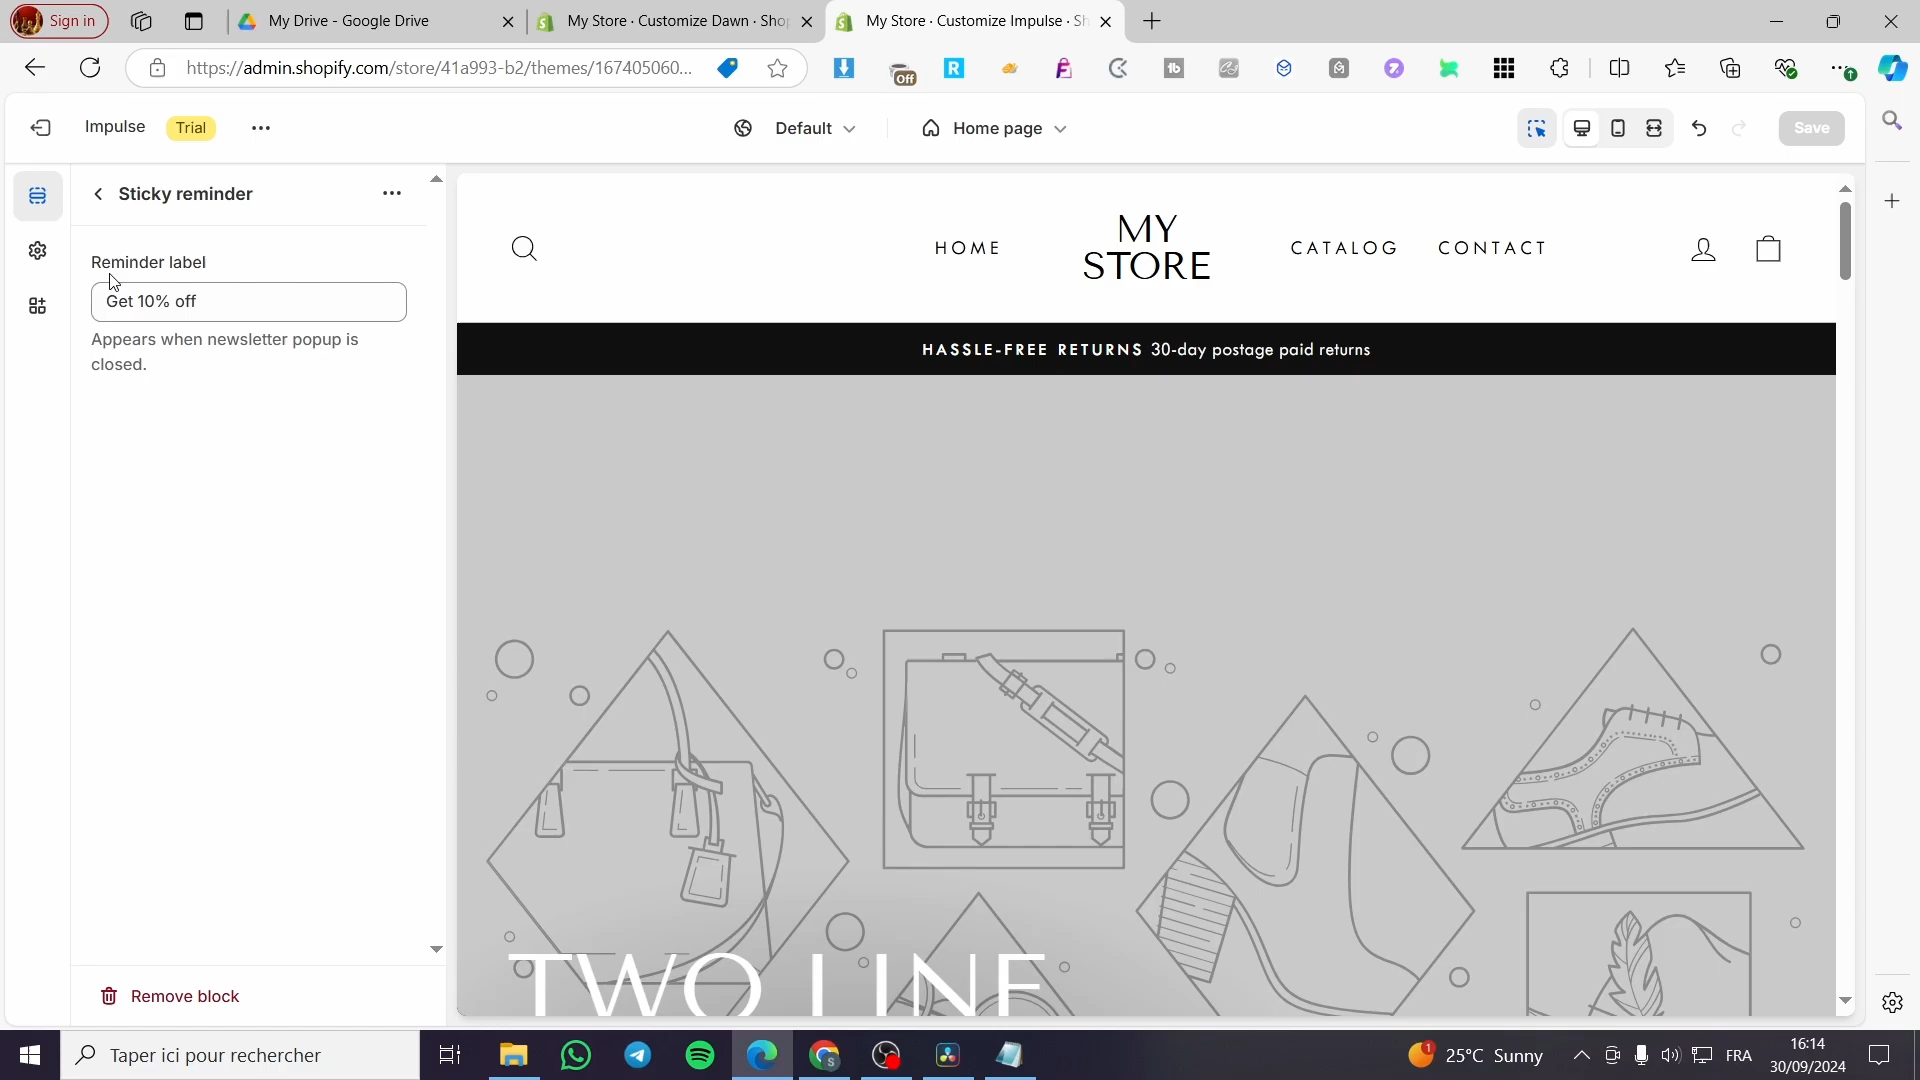 Sign in
My Drive - Google Drive
My Store · Customize Dawn · Sho
My Store · Customize Impulse · Sh
https://admin.shopify.com/store/41a993-b2/themes/167405060...
Off
Impulse
Trial
Default
Home page
Save
Sticky reminder
Reminder label
Get 10% off
Appears when newsletter popup is
closed.
Remove block
HOME
MY
STORE
CATALOG
CONTACT
HASSLE-FREE RETURNS 30-day postage paid returns
TWO LINE
Taper ici pour rechercher
25°C Sunny
FRA
16:14
30/09/2024